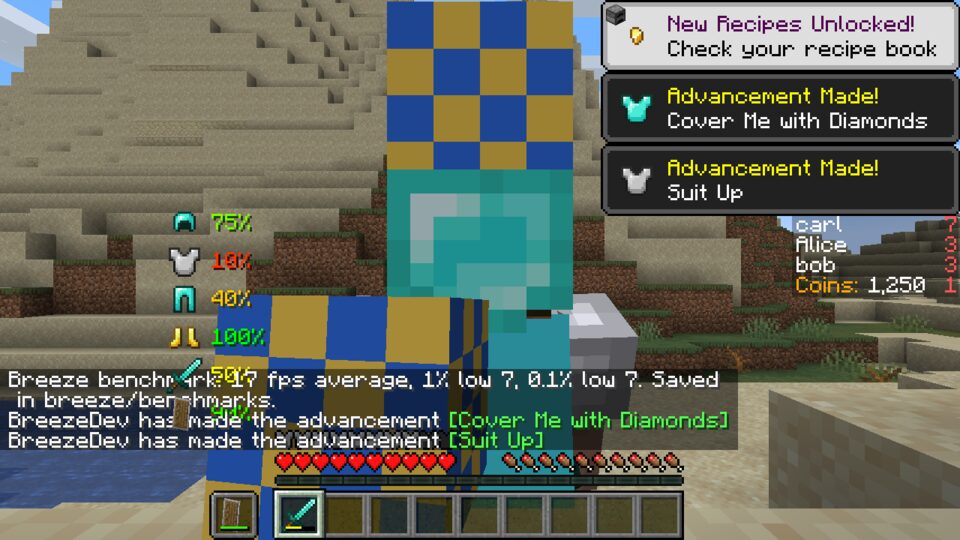 New Recipes Unlocked!
Check your recipe book
Advancement Made!
Cover Me with Diamonds
Advancement Made!
Suit Up
carl 7
Alice 3
bob 3
Coins: 1,250 1
75%
10%
40%
100%
50%
Breeze benchmark: 17 fps average, 1% low 7, 0.1% low 7. Saved
in breeze/benchmarks.
BreezeDev has made the advancement [Cover Me with Diamonds]
BreezeDev has made the advancement [Suit Up]